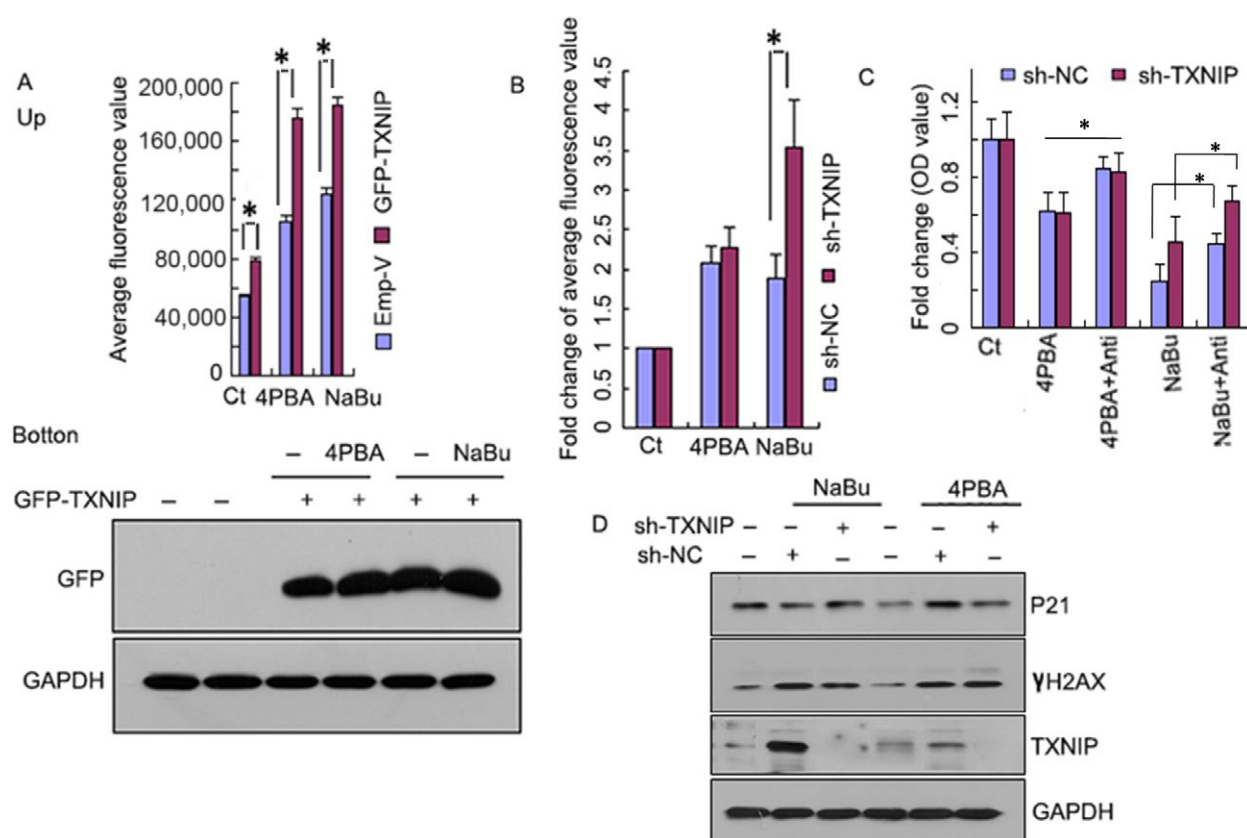 A
Up
Average fluorescence value
200,000
160,000
120,000
80,000
40,000
0
* * *
Ct 4PBA NaBu
Emp-V GFP-TXNIP
B
Fold change of average fluorescence value
4.5
4
3.5
3
2.5
2
1.5
1
0.5
0
*
Ct 4PBA NaBu
sh-NC sh-TXNIP
C
sh-NC sh-TXNIP
Fold change (OD value)
1.2
0.8
0.4
0
* * *
Ct
4PBA
4PBA+Anti
NaBu
NaBu+Anti
Botton
– 4PBA – NaBu
GFP-TXNIP – – + + + +
GFP
GAPDH
D
NaBu 4PBA
sh-TXNIP – – + – – +
sh-NC – + – – + –
P21
γH2AX
TXNIP
GAPDH